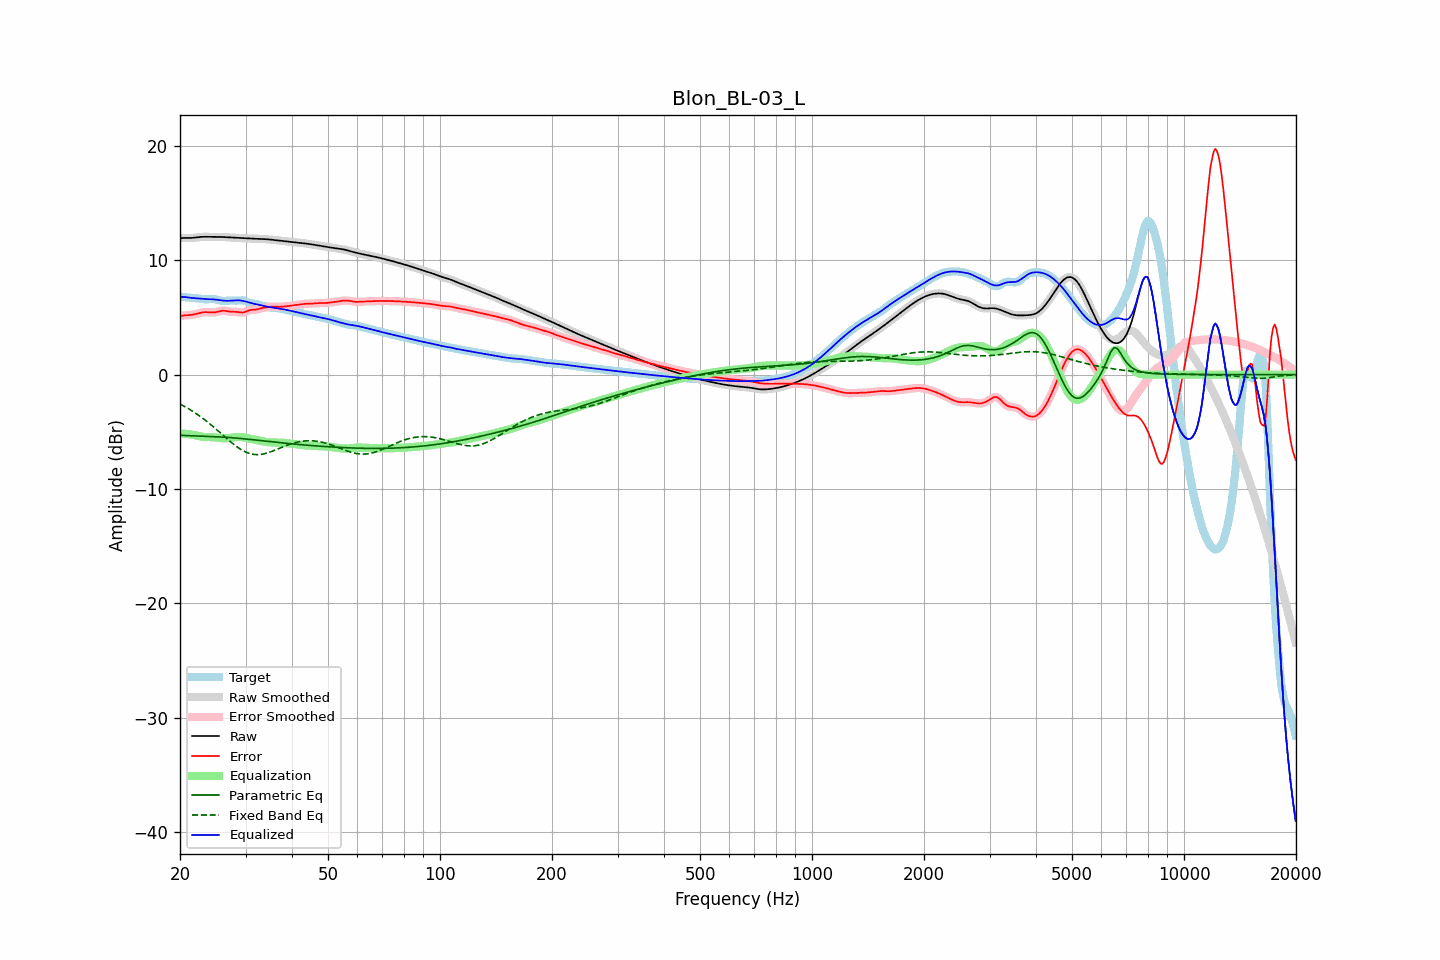 Blon_BL-03_L
20
10
0
−10
−20
−30
−40
Amplitude (dBr)
Target
Raw Smoothed
Error Smoothed
Raw
Error
Equalization
Parametric Eq
Fixed Band Eq
Equalized
20 50 100 200 500 1000 2000 5000 10000 20000
Frequency (Hz)